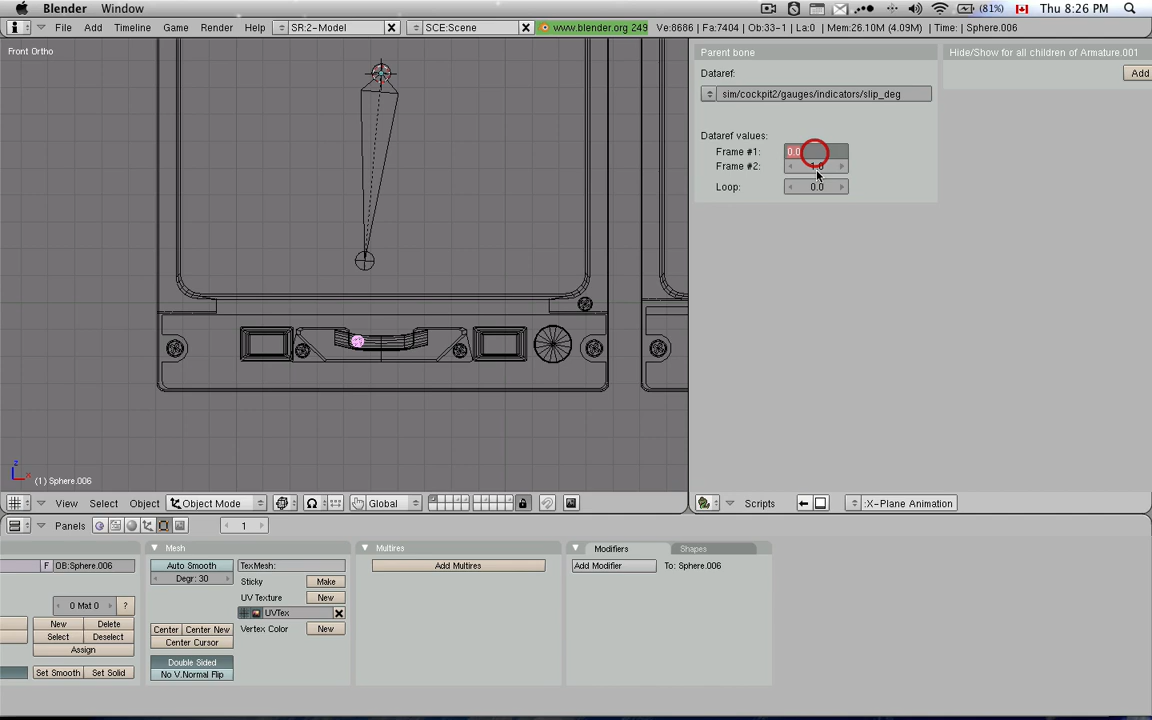 Blender Window (81%) Thu 8:26 PM
File Add Timeline Game Render Help SR:2-Model SCE:Scene www.blender.org 249 Ve:8686 | Fa:7404 | Ob:33-1 | La:0 | Mem:26.10M (4.09M) | Time: | Sphere.006
Front Ortho
Parent bone
Hide/Show for all children of Armature.001
Dataref:
Add
sim/cockpit2/gauges/indicators/slip_deg
Dataref values:
Frame #1: 0.0
Frame #2: 1.0
Loop: 0.0
z
x
(1) Sphere.006
View Select Object Object Mode Global
Scripts :X-Plane Animation
Panels 1
Mesh
Multires
Modifiers Shapes
F OB:Sphere.006
Auto Smooth TexMesh:
Add Multires
Add Modifier To: Sphere.006
Degr: 30
Sticky Make
UV Texture New
0 Mat 0 ?
UVTex
New Delete
Center Center New Vertex Color New
Select Deselect
Center Cursor
Assign
Double Sided
Set Smooth Set Solid No V.Normal Flip